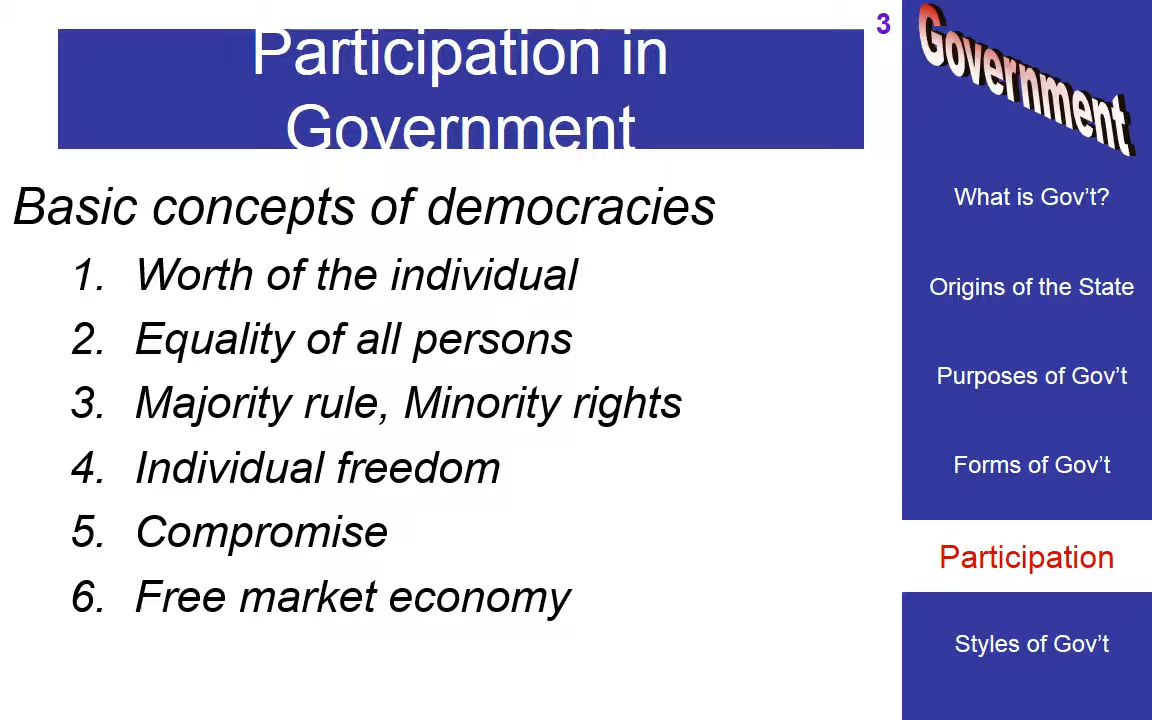 Participation in
Government
3
Basic concepts of democracies
1. Worth of the individual
2. Equality of all persons
3. Majority rule, Minority rights
4. Individual freedom
5. Compromise
6. Free market economy
Government
What is Gov’t?
Origins of the State
Purposes of Gov’t
Forms of Gov’t
Participation
Styles of Gov’t